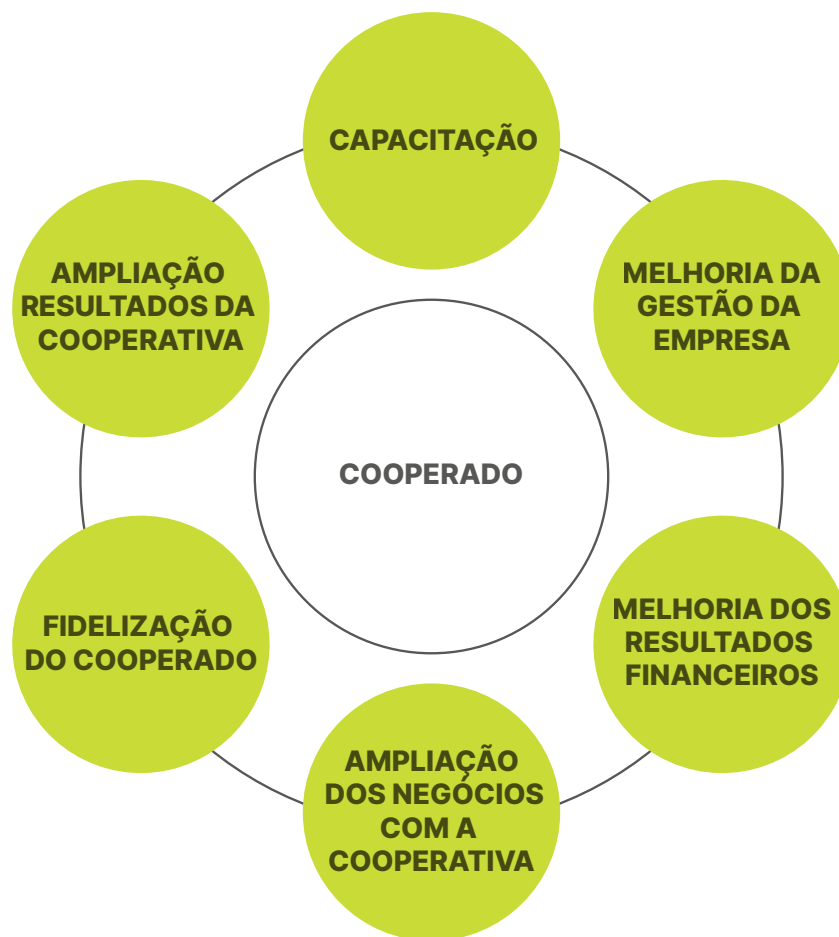 CAPACITAÇÃO
MELHORIA DA
GESTÃO DA
EMPRESA
MELHORIA DOS
RESULTADOS
FINANCEIROS
AMPLIAÇÃO
DOS NEGÓCIOS
COM A
COOPERATIVA
FIDELIZAÇÃO
DO COOPERADO
AMPLIAÇÃO
RESULTADOS DA
COOPERATIVA
COOPERADO